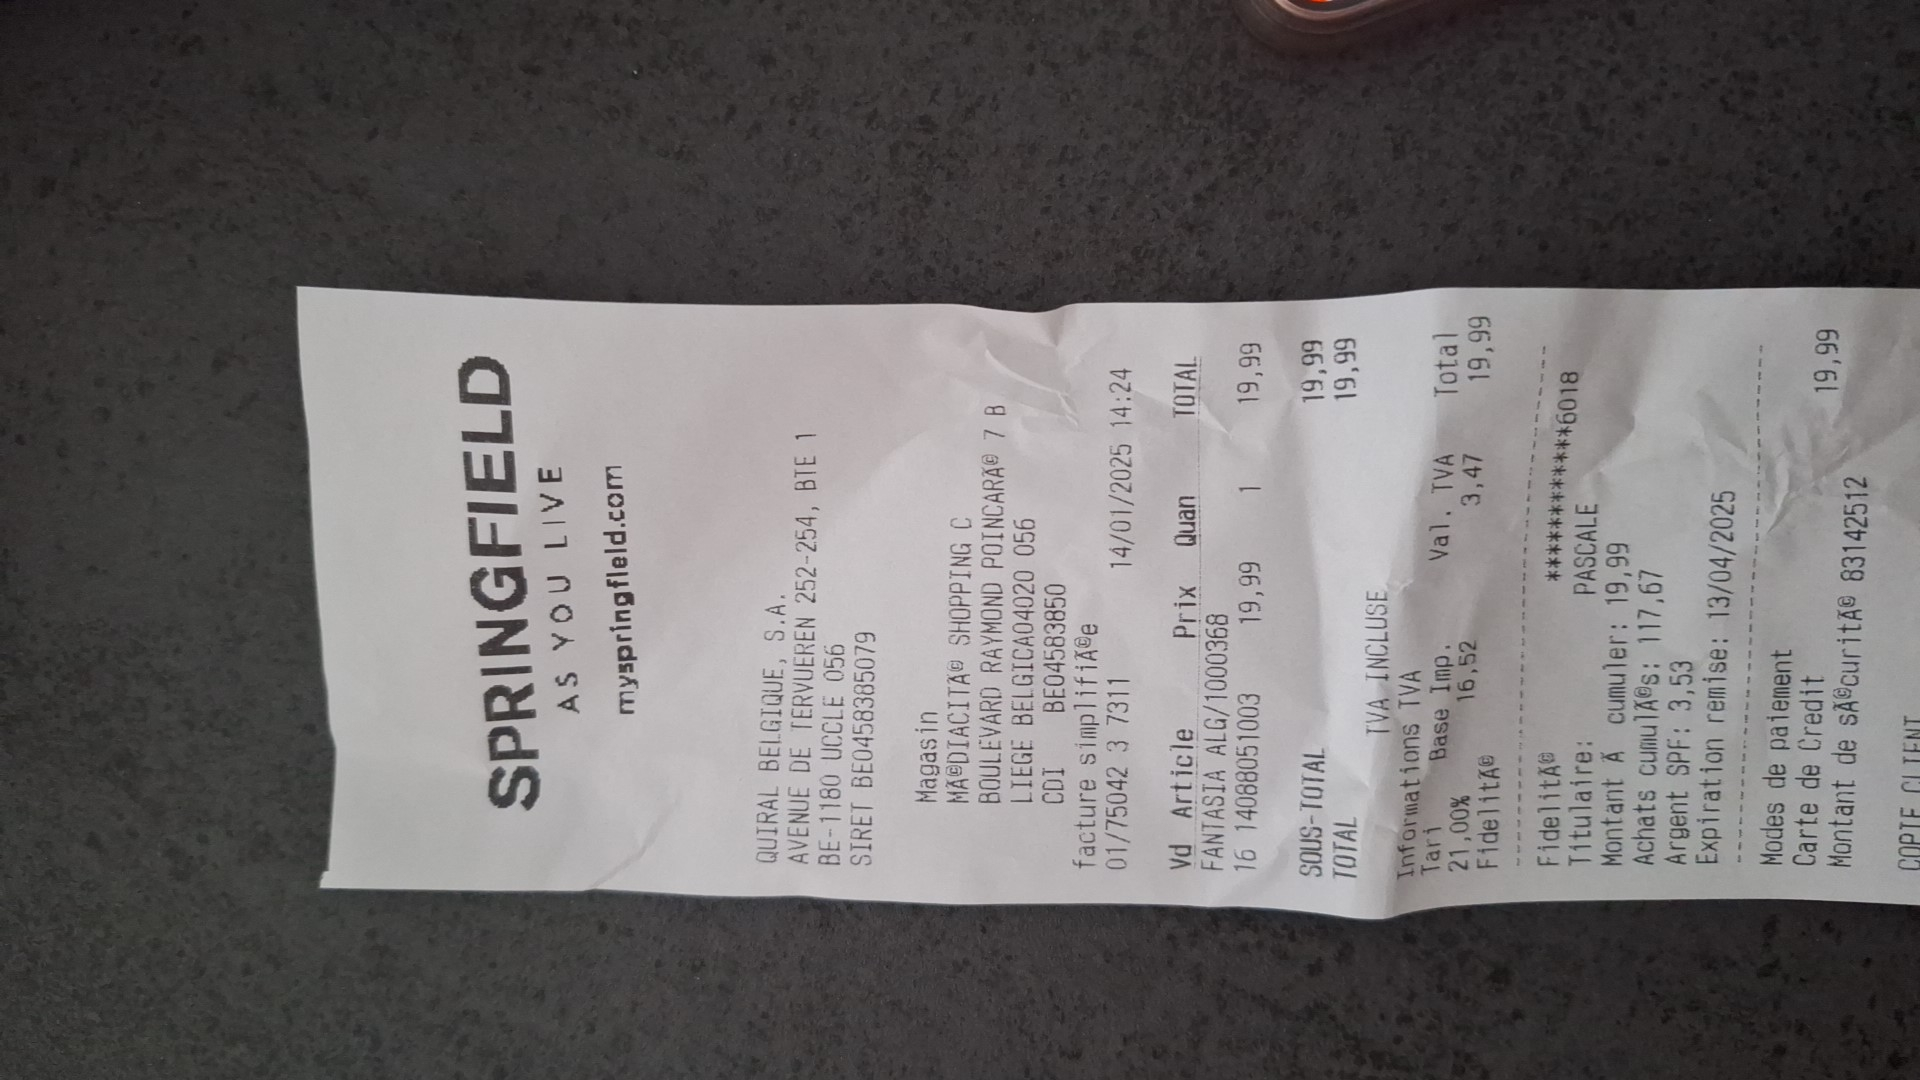 SPRINGFIELD
AS YOU LIVE
myspringfield.com
QUIRAL BELGIQUE, S.A.
AVENUE DE TERVUEREN 252-254, BTE 1
BE-1180 UCCLE 056
SIRET BE0458385079
Magasin
MÃ©DIACITÃ© SHOPPING C
BOULEVARD RAYMOND POINCARÃ© 7 B
LIEGE BELGICA04020 056
CDI BE04583850
facture simplifiÃ©e
01/75042 3 7311 14/01/2025 14:24
Vd Article Prix Quan TOTAL
FANTASIA ALG/1000368
16 1408805100З 19,99 1 19,99
SOUS-TOTAL 19,99
TOTAL 19,99
TVA INCLUSE
Informations TVA
Tari Base Imp. Val. TVA Total
21,00% 16,52 3,47 19,99
FidelitÃ©
FidelitÃ© ************6018
Titulaire: PASCALE
Montant Ã cumuler: 19,99
Achats cumulÃ©s: 117,67
Argent SPF: 3,53
Expiration remise: 13/04/2025
Modes de paiement
Carte de Credit 19,99
Montant de sÃ©curitÃ© 83142512
COPIE CLIENT